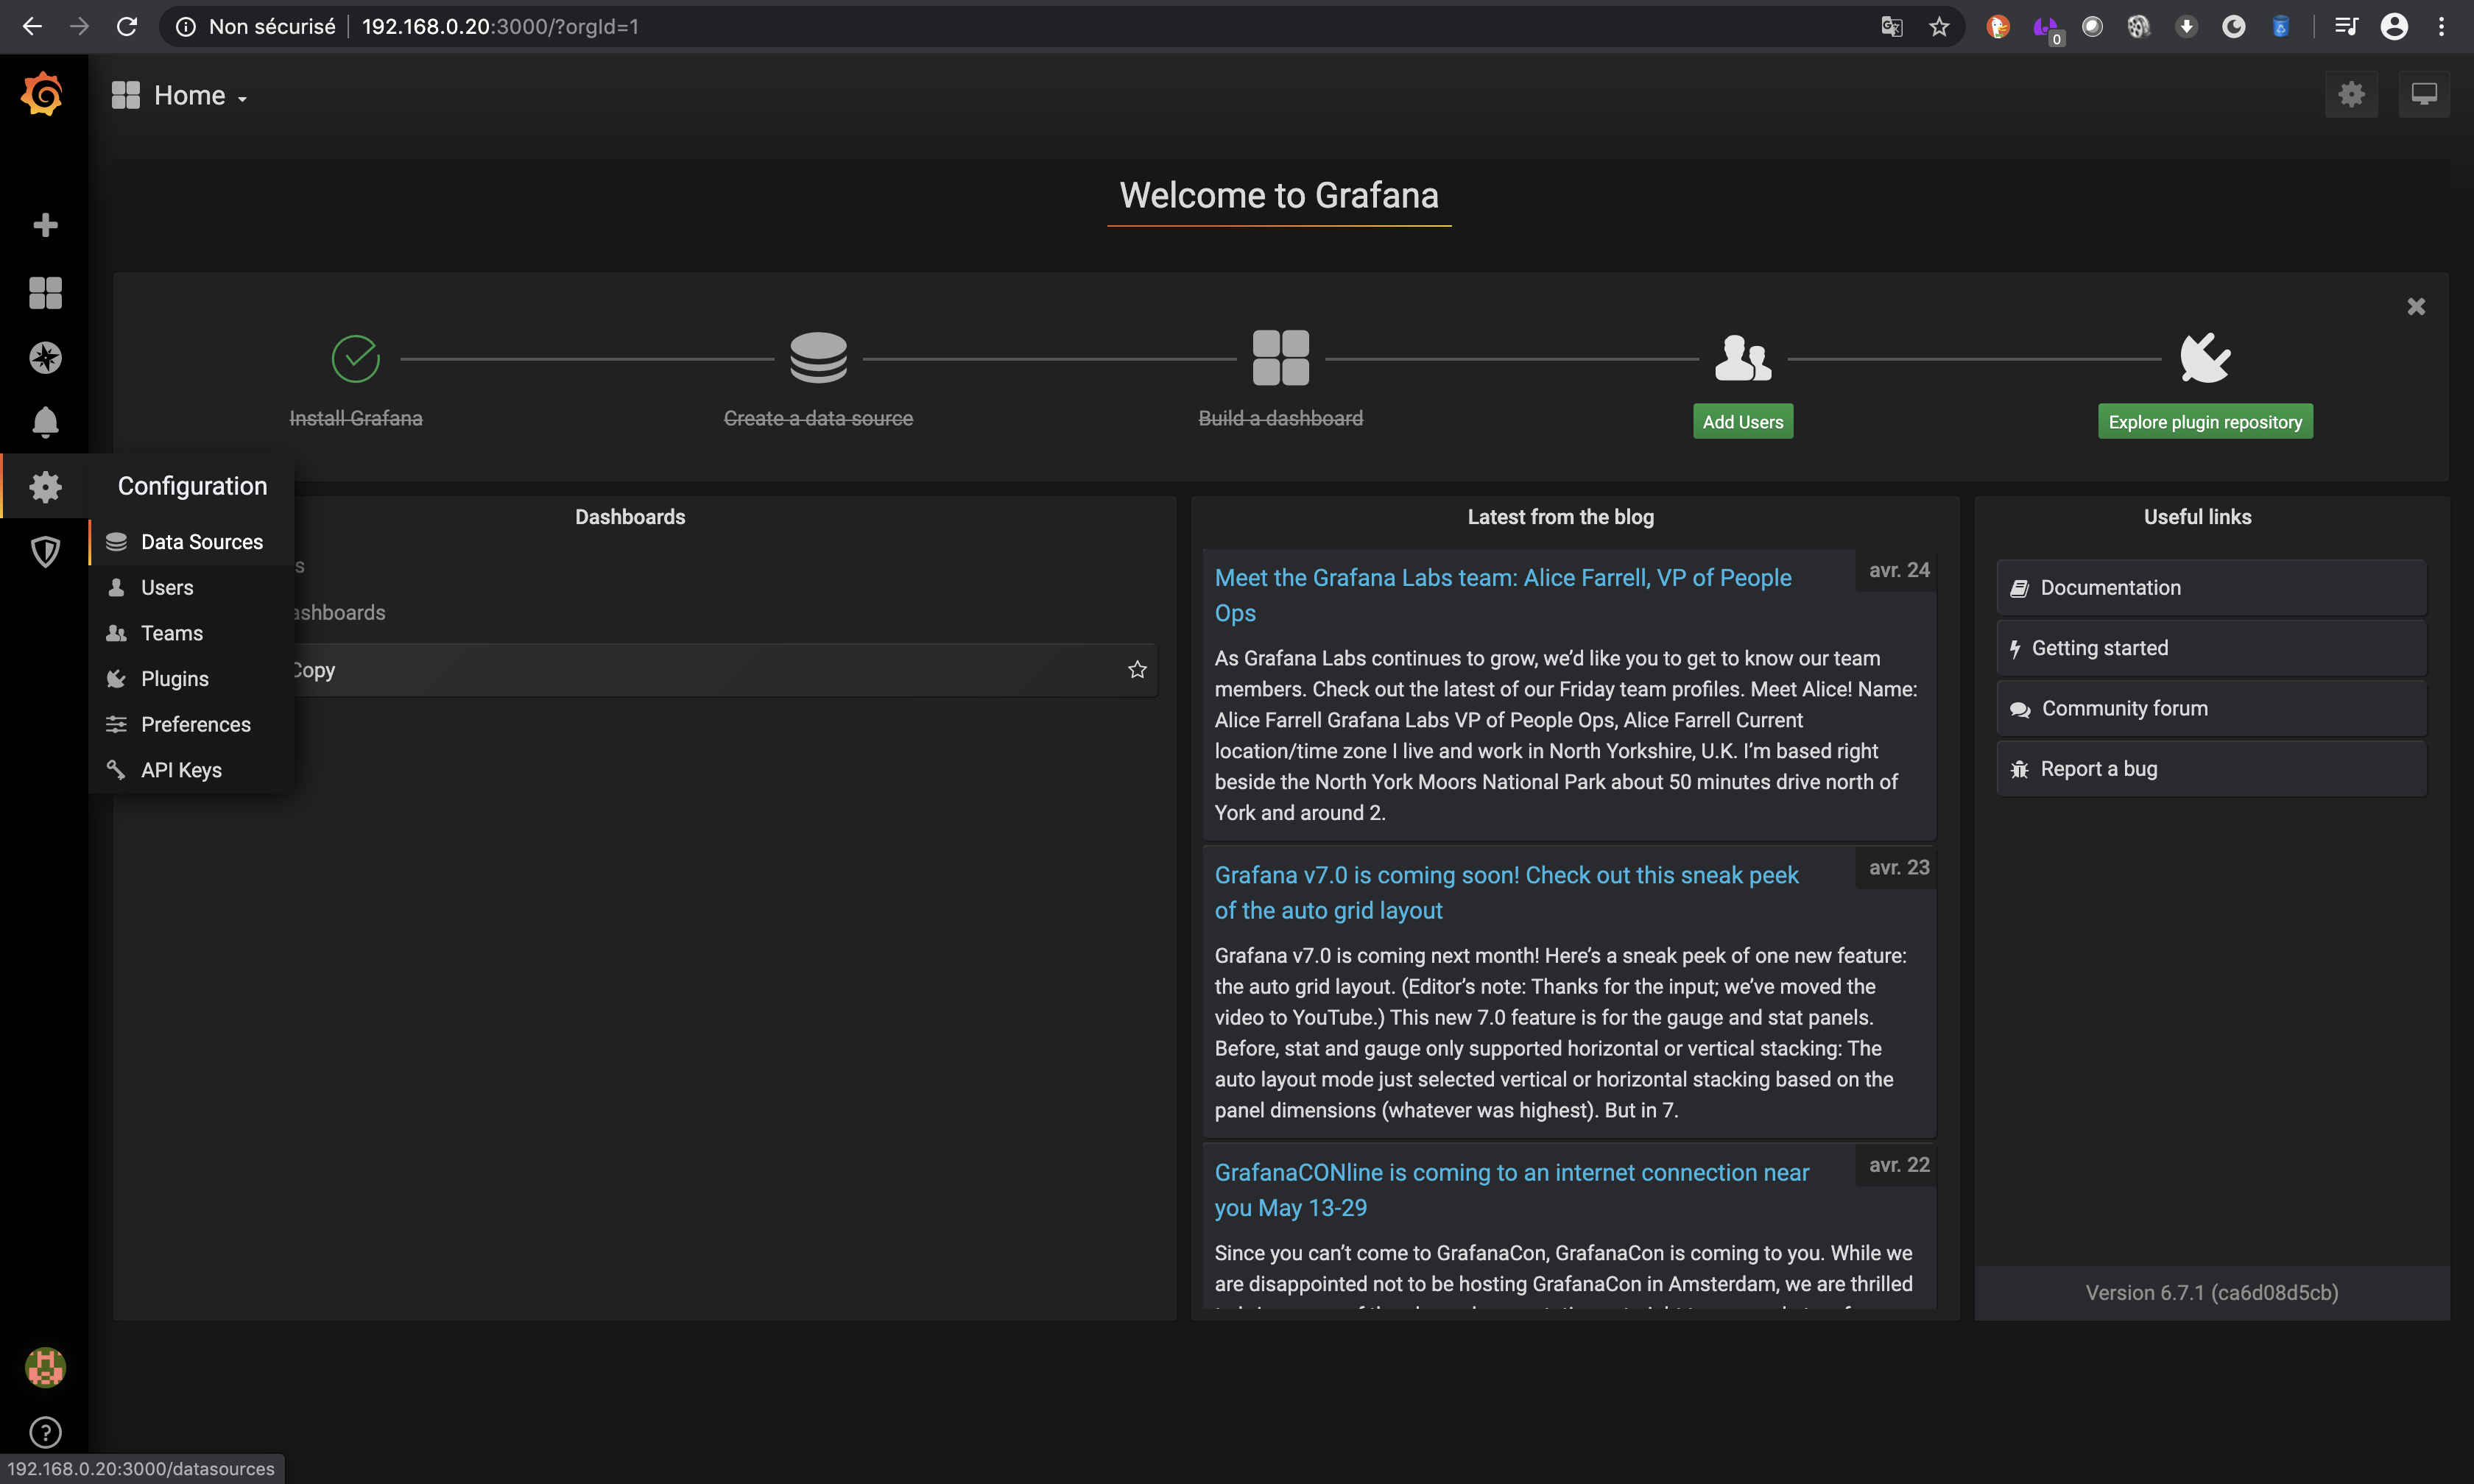 Non sécurisé 192.168.0.20:3000/?orgId=1
0
Home
Welcome to Grafana
Install Grafana
Create a data source
Build a dashboard
Add Users
Explore plugin repository
Configuration
Data Sources
Users
Teams
Plugins
Preferences
API Keys
Dashboards
s
ashboards
Copy
Latest from the blog
Meet the Grafana Labs team: Alice Farrell, VP of People
Ops
avr. 24
As Grafana Labs continues to grow, we’d like you to get to know our team
members. Check out the latest of our Friday team profiles. Meet Alice! Name:
Alice Farrell Grafana Labs VP of People Ops, Alice Farrell Current
location/time zone I live and work in North Yorkshire, U.K. I’m based right
beside the North York Moors National Park about 50 minutes drive north of
York and around 2.
Grafana v7.0 is coming soon! Check out this sneak peek
of the auto grid layout
avr. 23
Grafana v7.0 is coming next month! Here’s a sneak peek of one new feature:
the auto grid layout. (Editor’s note: Thanks for the input; we’ve moved the
video to YouTube.) This new 7.0 feature is for the gauge and stat panels.
Before, stat and gauge only supported horizontal or vertical stacking: The
auto layout mode just selected vertical or horizontal stacking based on the
panel dimensions (whatever was highest). But in 7.
GrafanaCONline is coming to an internet connection near
you May 13-29
avr. 22
Since you can’t come to GrafanaCon, GrafanaCon is coming to you. While we
are disappointed not to be hosting GrafanaCon in Amsterdam, we are thrilled
Useful links
Documentation
Getting started
Community forum
Report a bug
Version 6.7.1 (ca6d08d5cb)
192.168.0.20:3000/datasources